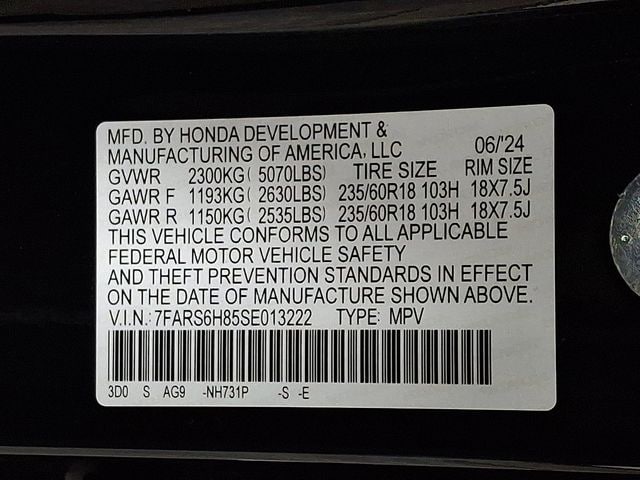 MFD. BY HONDA DEVELOPMENT &
MANUFACTURING OF AMERICA, LLC 06/'24
GVWR 2300KG( 5070LBS) TIRE SIZE RIM SIZE
GAWR F 1193KG( 2630LBS) 235/60R18 103H 18X7.5J
GAWR R 1150KG( 2535LBS) 235/60R18 103H 18X7.5J
THIS VEHICLE CONFORMS TO ALL APPLICABLE
FEDERAL MOTOR VEHICLE SAFETY
AND THEFT PREVENTION STANDARDS IN EFFECT
ON THE DATE OF MANUFACTURE SHOWN ABOVE.
V.I.N.:7FARS6H85SE013222 TYPE: MPV
3D0 S AG9 -NH731P -S -E